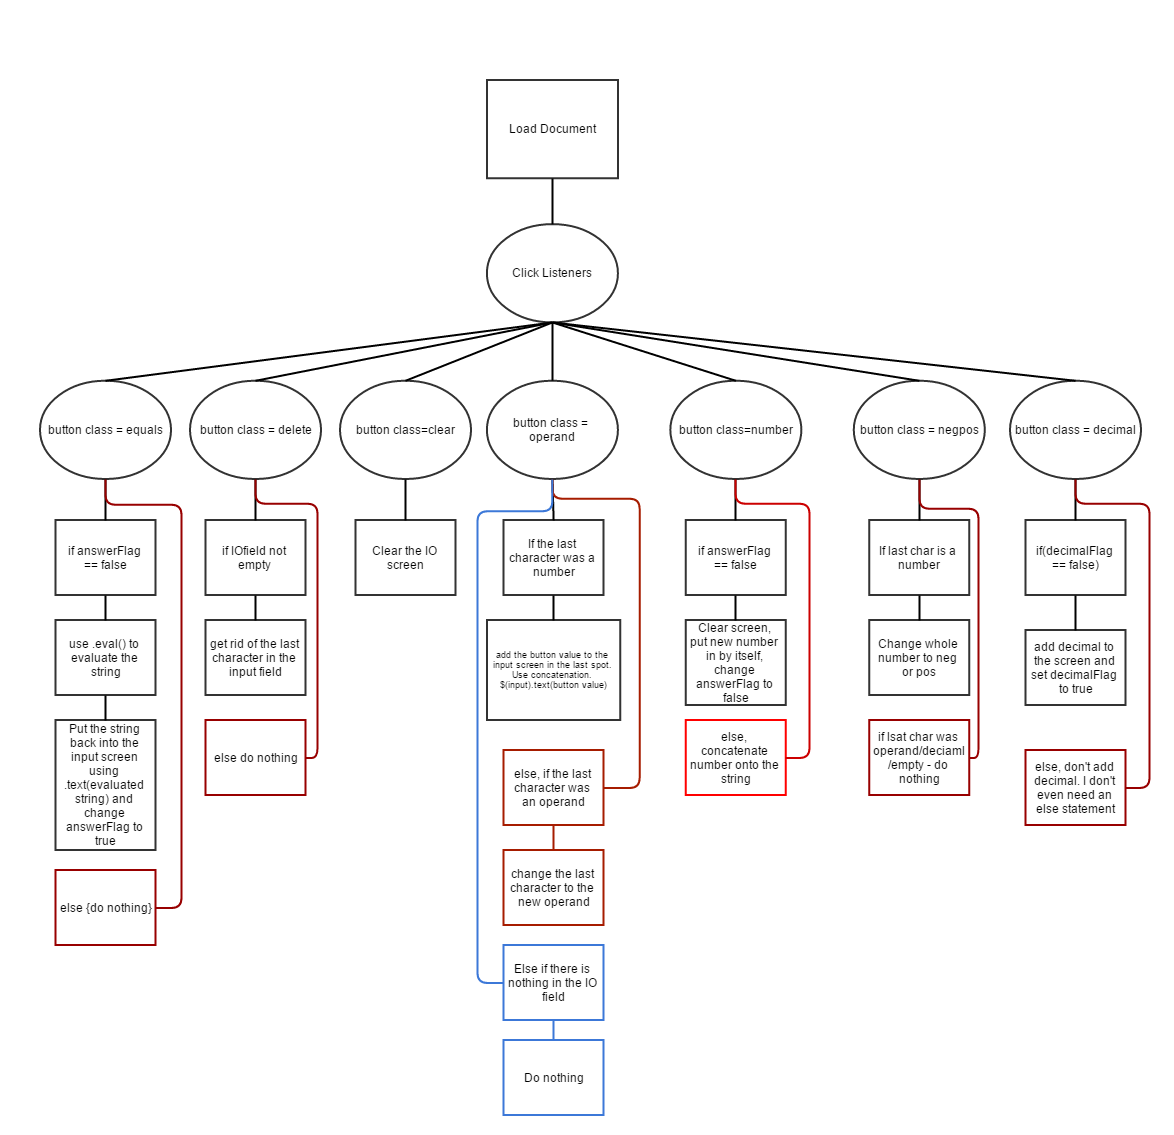 Load Document
Click Listeners
button class = equals
button class = delete
button class=clear
button class =
operand
button class=number
button class = negpos
button class = decimal
if answerFlag
== false
use .eval() to
evaluate the
string
Put the string
back into the
input screen
using
.text(evaluated
string) and
change
answerFlag to
true
else {do nothing}
if IOfield not
empty
get rid of the last
character in the
input field
else do nothing
Clear the IO
screen
If the last
character was a
number
add the button value to the
input screen in the last spot.
Use concatenation.
$(input).text(button value)
else, if the last
character was
an operand
change the last
character to the
new operand
Else if there is
nothing in the IO
field
Do nothing
if answerFlag
== false
Clear screen,
put new number
in by itself,
change
answerFlag to
false
else,
concatenate
number onto the
string
If last char is a
number
Change whole
number to neg
or pos
if lsat char was
operand/deciaml
/empty - do
nothing
if(decimalFlag
== false)
add decimal to
the screen and
set decimalFlag
to true
else, don't add
decimal. I don't
even need an
else statement